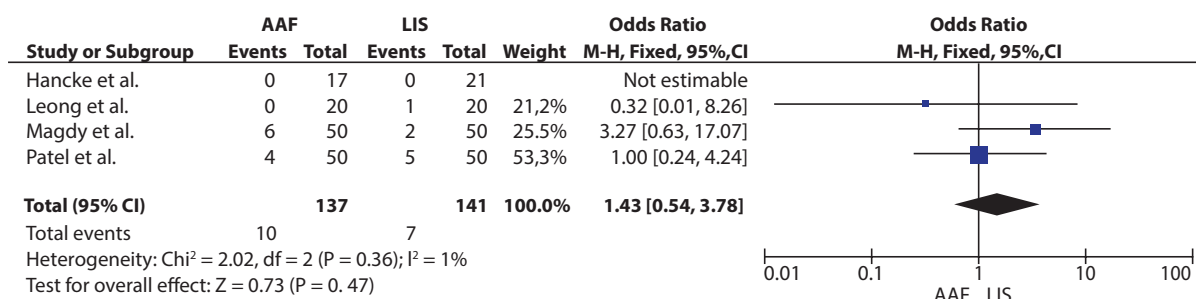 AAF LIS Odds Ratio Odds Ratio
Study or Subgroup Events Total Events Total Weight M-H, Fixed, 95%,CI M-H, Fixed, 95%,CI
Hancke et al. 0 17 0 21 Not estimable
Leong et al. 0 20 1 20 21,2% 0.32 [0.01, 8.26]
Magdy et al. 6 50 2 50 25.5% 3.27 [0.63, 17.07]
Patel et al. 4 50 5 50 53,3% 1.00 [0.24, 4.24]
Total (95% CI) 137 141 100.0% 1.43 [0.54, 3.78]
Total events 10 7
Heterogeneity: Chi² = 2.02, df = 2 (P = 0.36); I² = 1%
Test for overall effect: Z = 0.73 (P = 0. 47)
0.01 0.1 1 10 100
AAF LIS